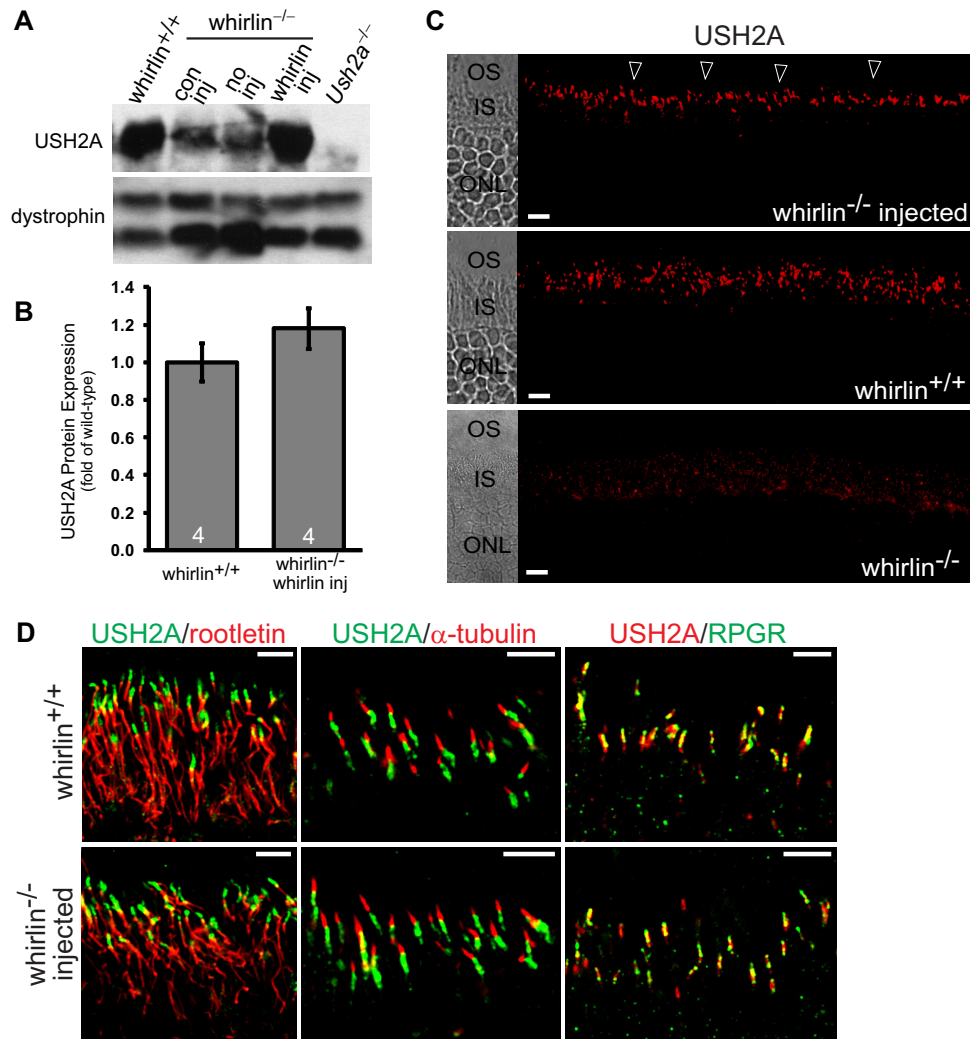 A
whirlin+/+
whirlin–/–
con inj
no inj
whirlin inj
Ush2a–/–
USH2A
dystrophin
B
USH2A Protein Expression
(fold of wild-type)
1.4
1.2
1.0
0.8
0.6
0.4
0.2
0.0
4
4
whirlin+/+
whirlin-/-
whirlin inj
C
USH2A
OS
IS
ONL
whirlin-/- injected
OS
IS
ONL
whirlin+/+
OS
IS
ONL
whirlin-/-
D
USH2A/rootletin
USH2A/α-tubulin
USH2A/RPGR
whirlin+/+
whirlin-/-
injected